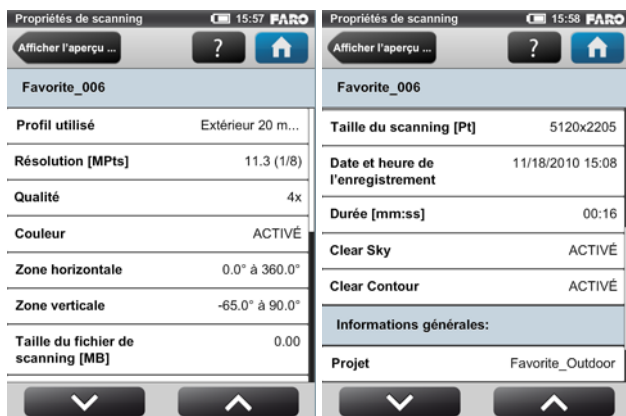 Propriétés de scanning 15:57 FARO
Afficher l'aperçu ... ?
Favorite_006
Profil utilisé Extérieur 20 m...
Résolution [MPts] 11.3 (1/8)
Qualité 4x
Couleur ACTIVÉ
Zone horizontale 0.0° à 360.0°
Zone verticale -65.0° à 90.0°
Taille du fichier de 0.00
scanning [MB]
Propriétés de scanning 15:58 FARO
Afficher l'aperçu ... ?
Favorite_006
Taille du scanning [Pt] 5120x2205
Date et heure de 11/18/2010 15:08
l'enregistrement
Durée [mm:ss] 00:16
Clear Sky ACTIVÉ
Clear Contour ACTIVÉ
Informations générales:
Projet Favorite_Outdoor